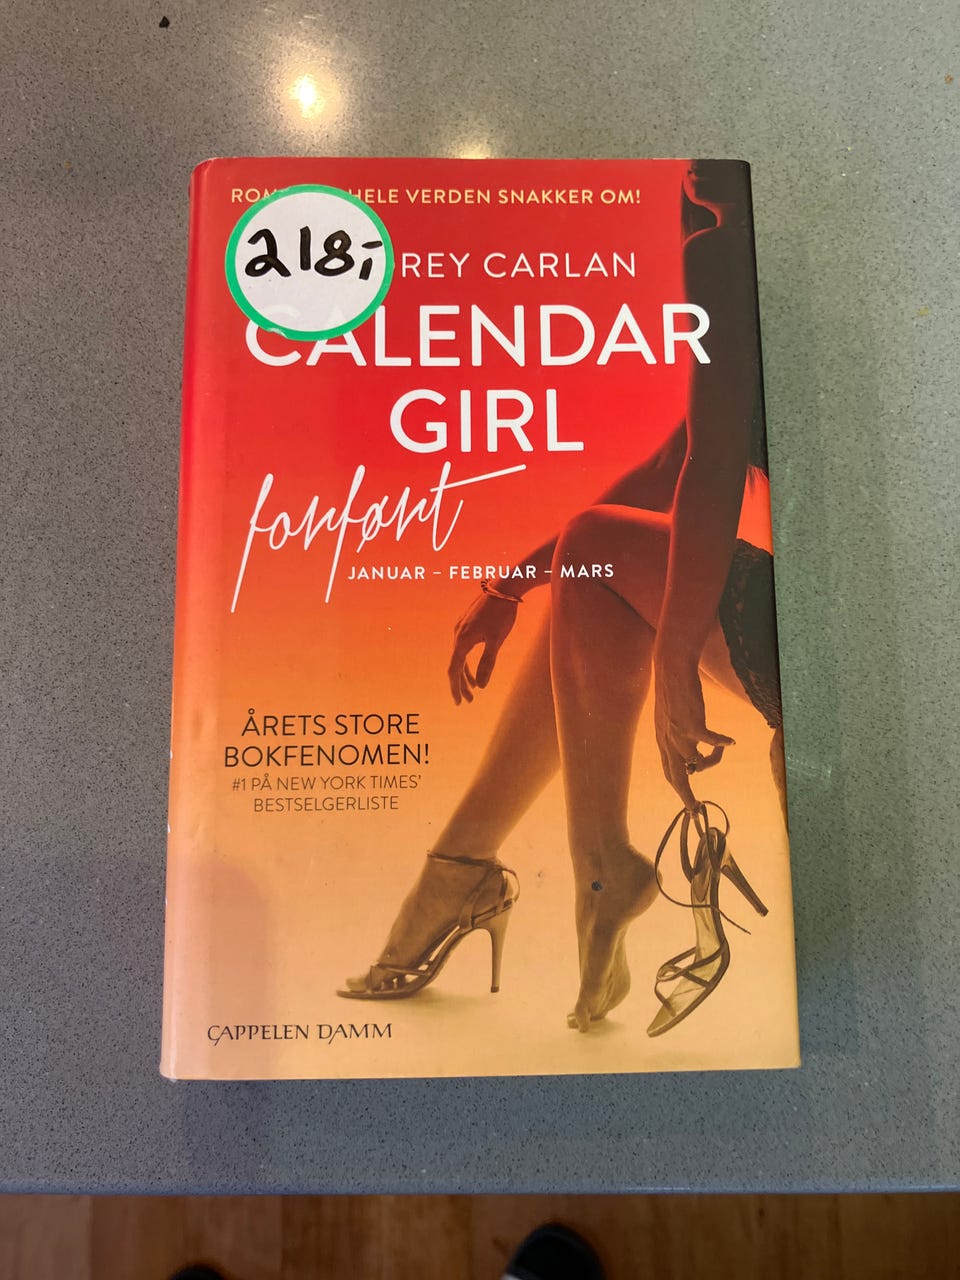 HELE VERDEN SNAKKER OM!
218,-
REY CARLAN
CALENDAR
GIRL
forført
JANUAR – FEBRUAR – MARS
ÅRETS STORE
BOKFENOMEN!
#1 PÅ NEW YORK TIMES'
BESTSELGERLISTE
CAPPELEN DAMM